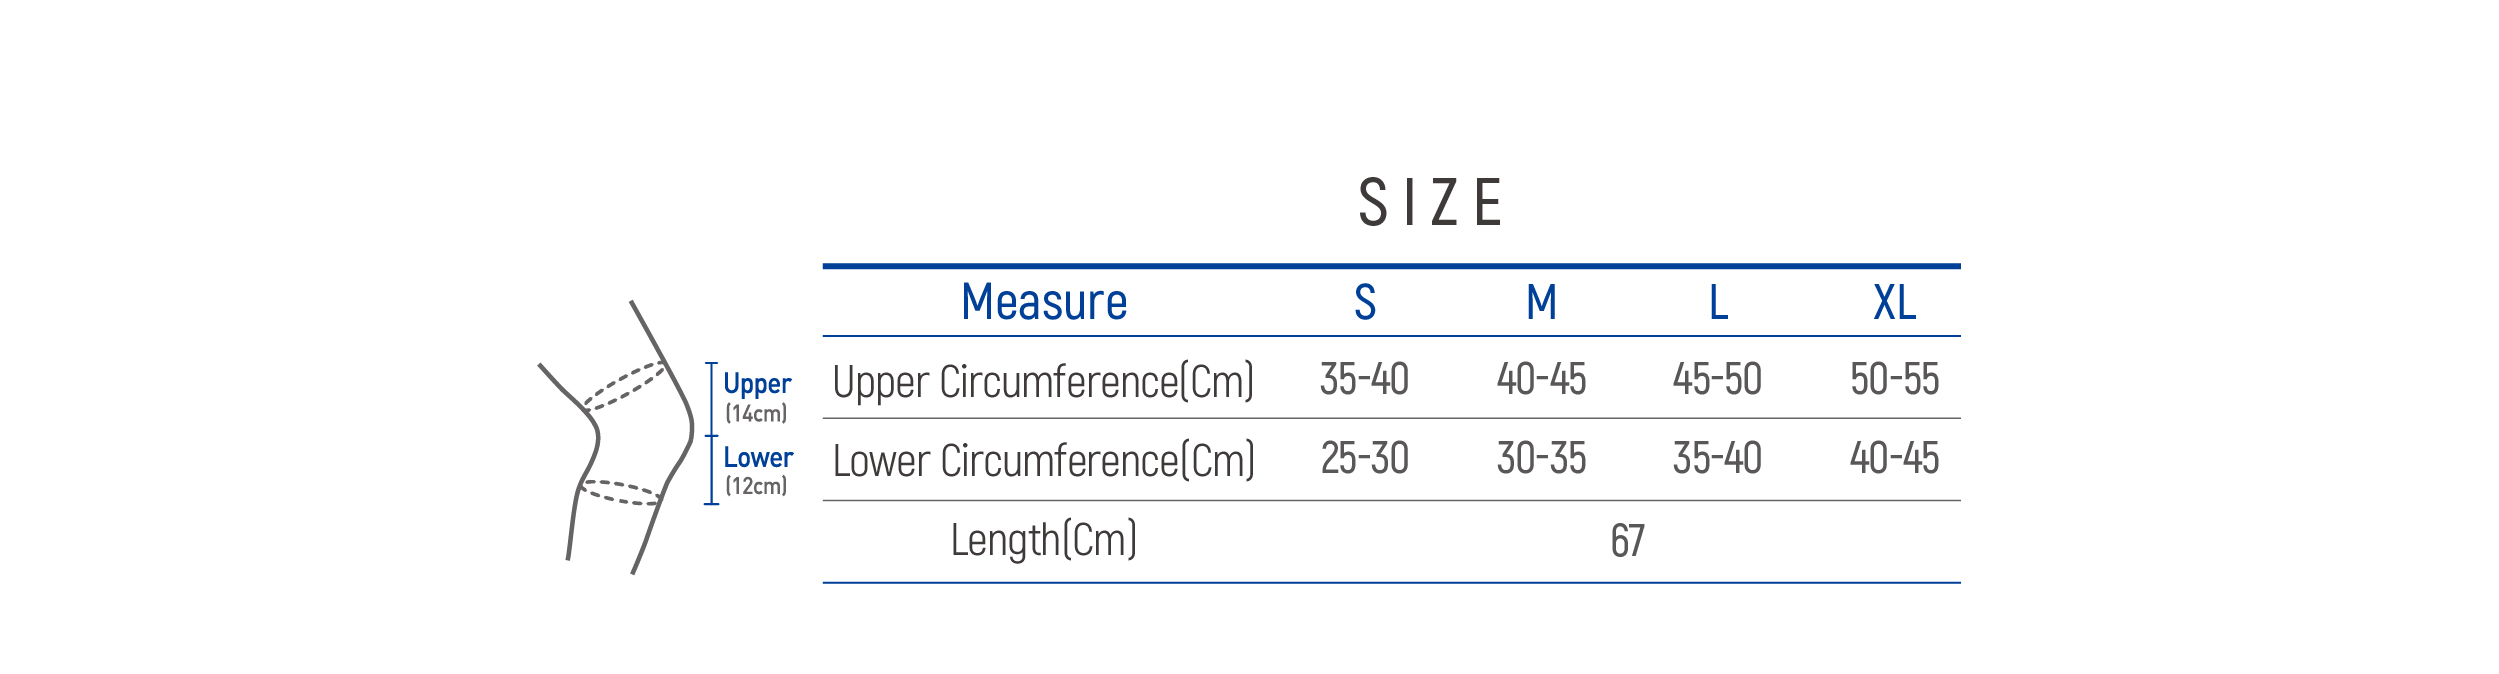 SIZE
Measure S M L XL
Upper Circumference(Cm) 35-40 40-45 45-50 50-55
Lower Circumference(Cm) 25-30 30-35 35-40 40-45
Length(Cm) 67
Upper
(14cm)
Lower
(12cm)